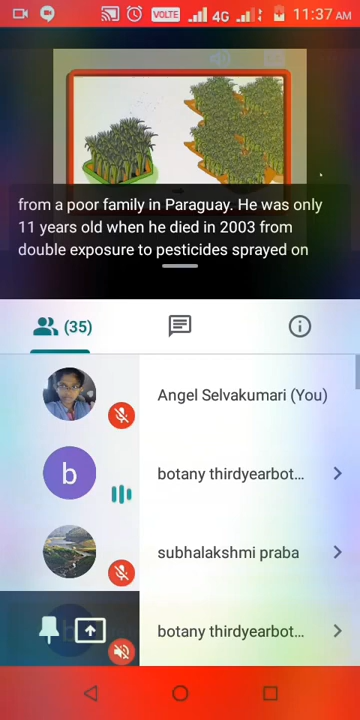 VOLTE 4G 11:37 AM
from a poor family in Paraguay. He was only
11 years old when he died in 2003 from
double exposure to pesticides sprayed on
(35)
Angel Selvakumari (You)
b botany thirdyearbot...
subhalakshmi praba
botany thirdyearbot...